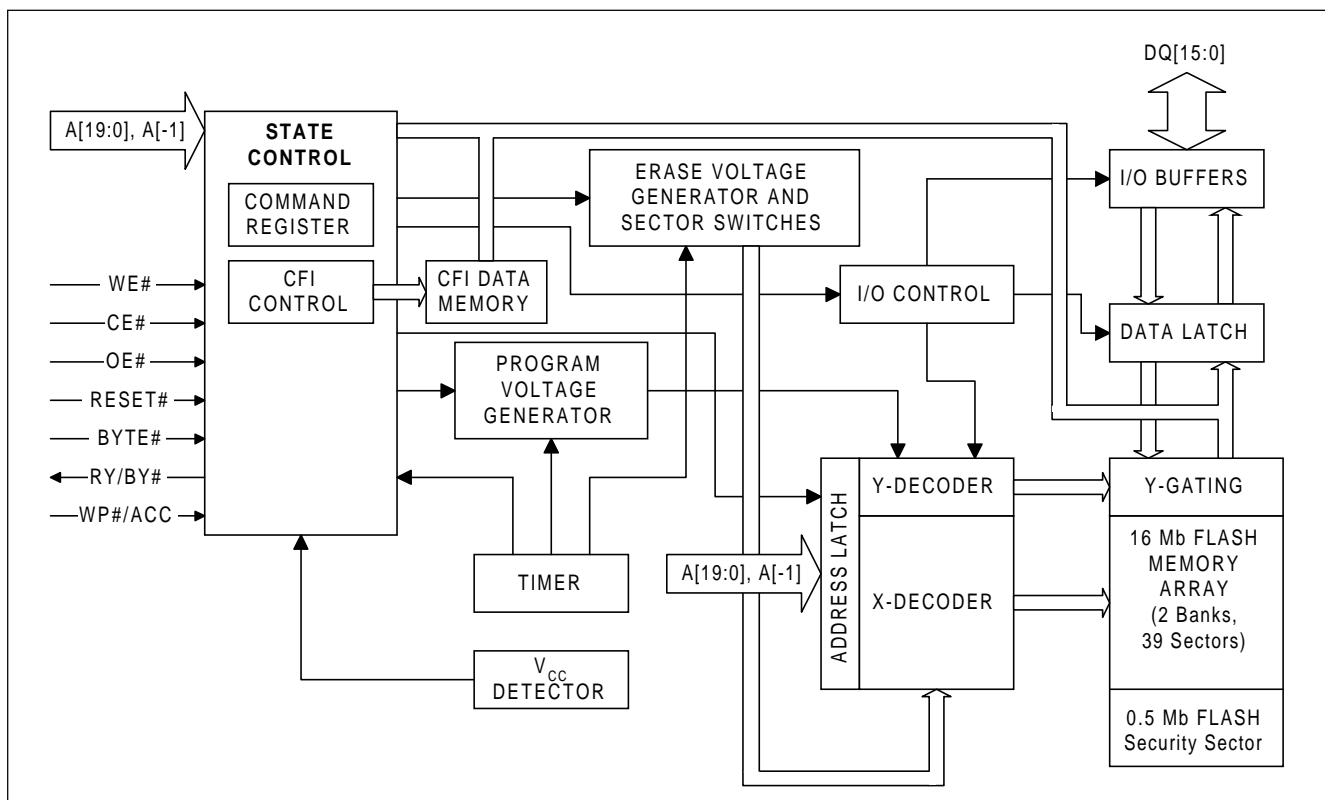 DQ[15:0]
A[19:0], A[-1]
STATE
CONTROL
COMMAND
REGISTER
CFI
CONTROL
CFI DATA
MEMORY
ERASE VOLTAGE
GENERATOR AND
SECTOR SWITCHES
I/O BUFFERS
WE#
CE#
OE#
RESET#
BYTE#
RY/BY#
WP#/ACC
I/O CONTROL
DATA LATCH
PROGRAM
VOLTAGE
GENERATOR
TIMER
VCC
DETECTOR
A[19:0], A[-1]
ADDRESS LATCH
Y-DECODER
X-DECODER
Y-GATING
16 Mb FLASH
MEMORY
ARRAY
(2 Banks,
39 Sectors)
0.5 Mb FLASH
Security Sector